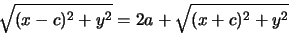 √((x − c)² + y²) = 2a + √((x + c)² + y²)